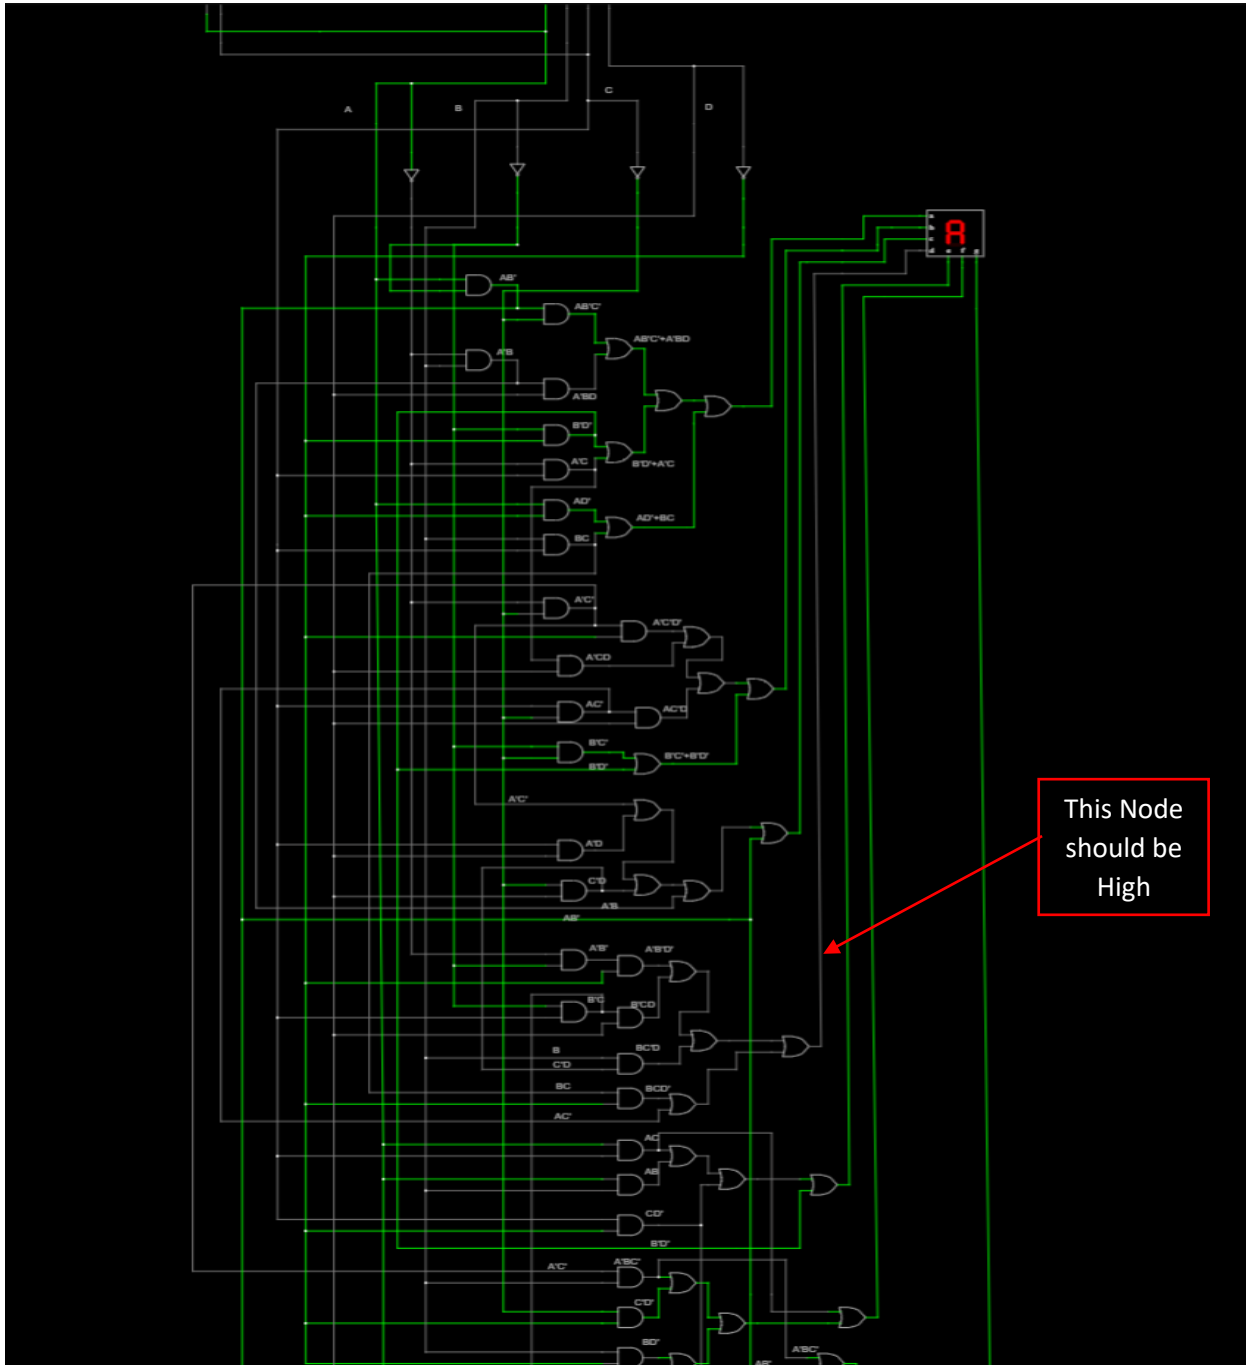 A
B
C
D
a
b
c
d
e f g
A
AB'
AB'C'
AB'C'+A'BD
A'B
A'BD
B'D'
B'D'+A'C
A'C
AD'
AD'+BC
BC
A'C'
A'C'D'
A'CD
AC'
AC'D
B'C'
B'C'+B'D'
B'D'
This Node
should be
High
A'C'
A'D
C'D
A'B
AB'
A'B'
A'B'D'
B'C
B'CD
B
BC'D
C'D
BC
BCD'
AC'
AC
AB
CD'
B'D'
A'C'
A'BC'
C'D'
BD'
A'BC'
AB'